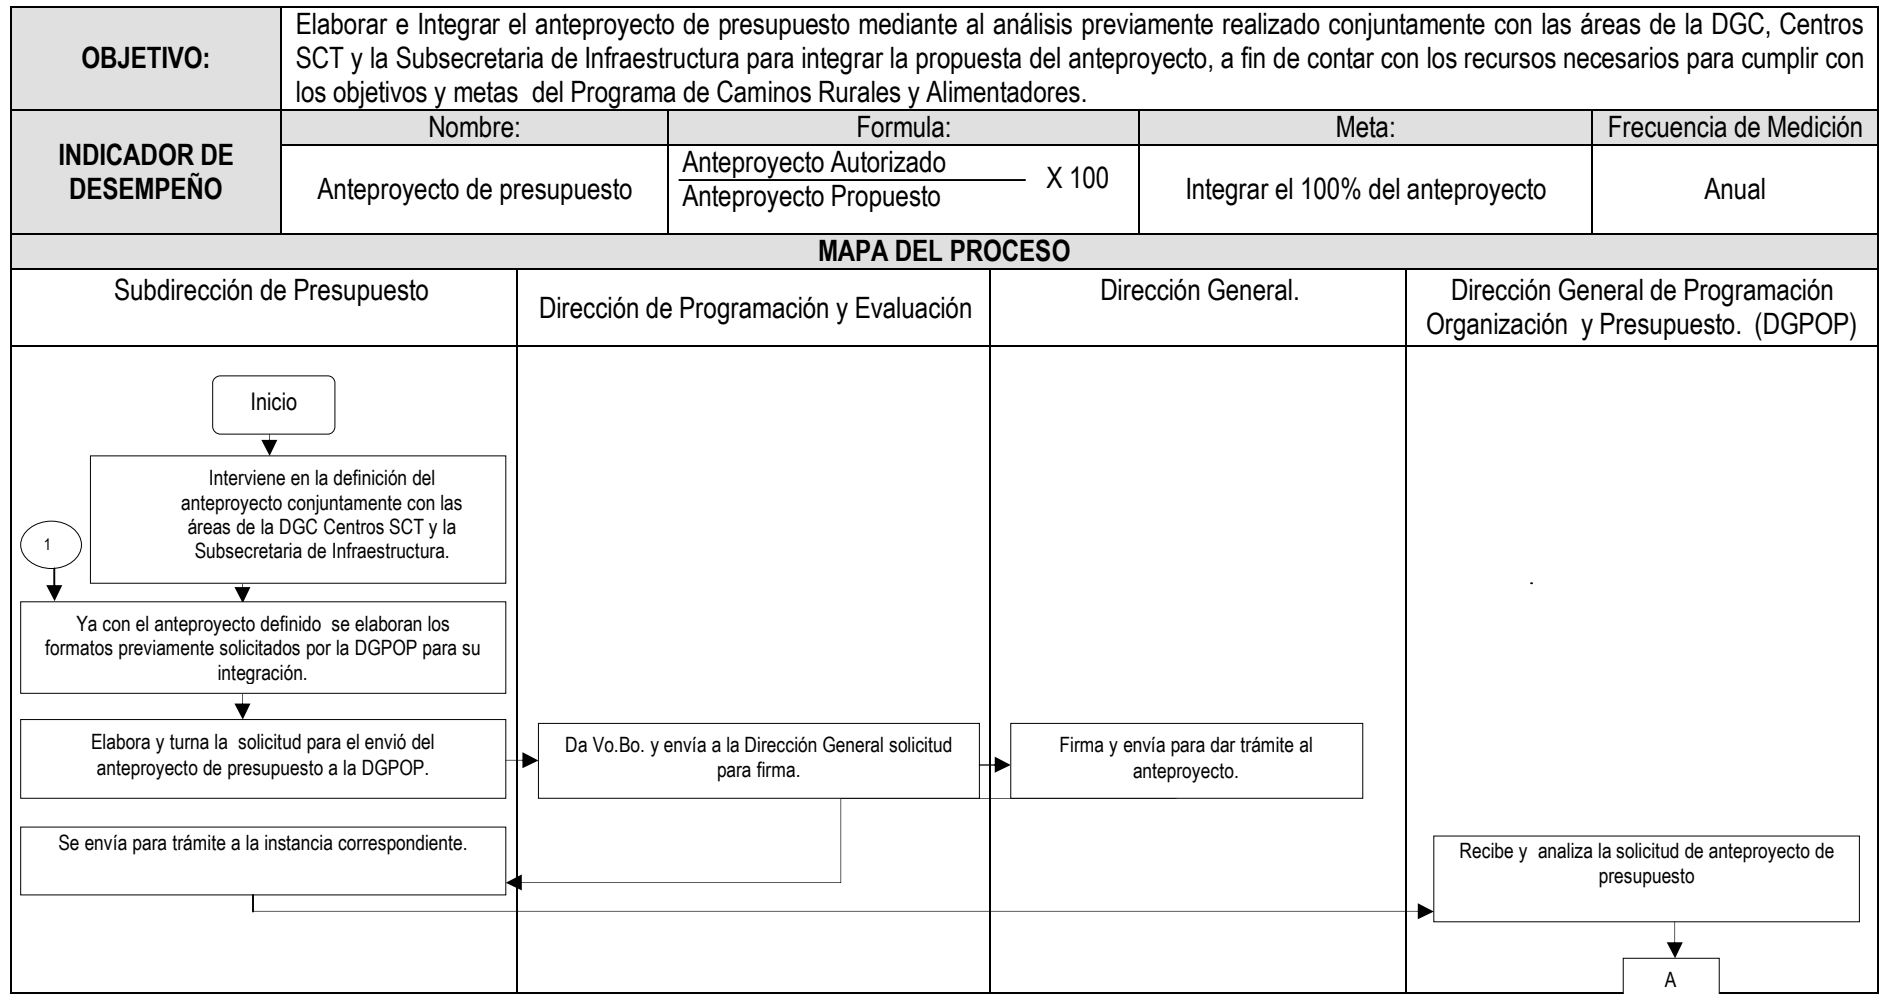 OBJETIVO:
Elaborar e Integrar el anteproyecto de presupuesto mediante al análisis previamente realizado conjuntamente con las áreas de la DGC, Centros
SCT y la Subsecretaria de Infraestructura para integrar la propuesta del anteproyecto, a fin de contar con los recursos necesarios para cumplir con
los objetivos y metas del Programa de Caminos Rurales y Alimentadores.
INDICADOR DE
DESEMPEÑO
Nombre:
Formula:
Meta:
Frecuencia de Medición
Anteproyecto de presupuesto
Anteproyecto Autorizado
Anteproyecto Propuesto
X 100
Integrar el 100% del anteproyecto
Anual
MAPA DEL PROCESO
Subdirección de Presupuesto
Dirección de Programación y Evaluación
Dirección General.
Dirección General de Programación
Organización y Presupuesto. (DGPOP)
Inicio
Interviene en la definición del
anteproyecto conjuntamente con las
áreas de la DGC Centros SCT y la
Subsecretaria de Infraestructura.
1
Ya con el anteproyecto definido se elaboran los
formatos previamente solicitados por la DGPOP para su
integración.
Elabora y turna la solicitud para el envió del
anteproyecto de presupuesto a la DGPOP.
Da Vo.Bo. y envía a la Dirección General solicitud
para firma.
Firma y envía para dar trámite al
anteproyecto.
Se envía para trámite a la instancia correspondiente.
Recibe y analiza la solicitud de anteproyecto de
presupuesto
A